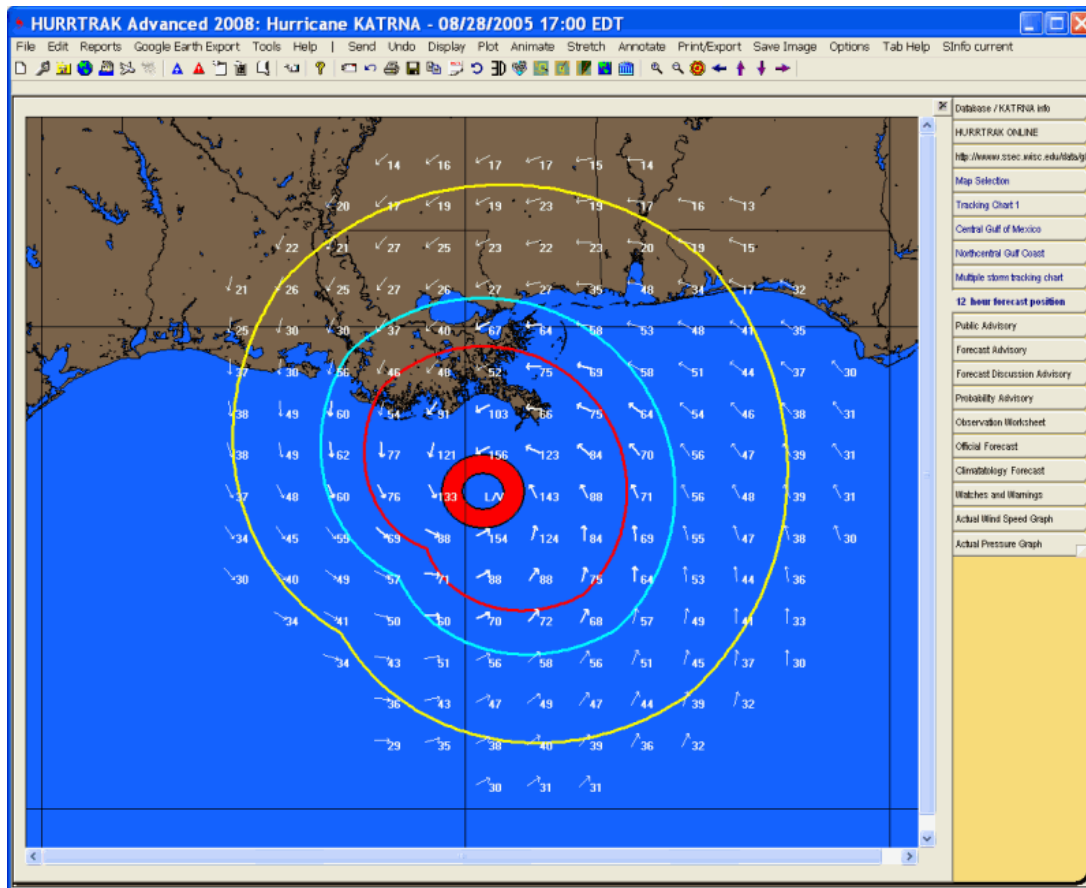 HURRTRAK Advanced 2008: Hurricane KATRNA - 08/28/2005 17:00 EDT
File Edit Reports Google Earth Export Tools Help | Send Undo Display Plot Animate Stretch Annotate Print/Export Save Image Options Tab Help SInfo current
Database / KATRNA info
HURRTRAK ONLINE
http://www.ssec.wisc.edu/data/g
Map Selection
Tracking Chart 1
Central Gulf of Mexico
Northcentral Gulf Coast
Multiple storm tracking chart
12 hour forecast position
Public Advisory
Forecast Advisory
Forecast Discussion Advisory
Probability Advisory
Observation Worksheet
Official Forecast
Climatology Forecast
Watches and Warnings
Actual Wind Speed Graph
Actual Pressure Graph
14 16 17 17 15 14
20 17 19 19 23 19 17 16 13
22 21 27 25 23 22 23 20 19 15
21 26 25 27 26 27 27 35 48 34 17 32
25 30 30 37 40 67 64 58 53 48 41 35
37 30 56 46 48 52 75 69 58 51 44 37 30
38 49 60 54 91 103 66 75 64 54 46 38 31
38 49 62 77 121 156 123 84 70 56 47 39 31
37 48 60 76 133 L/V 143 88 71 56 48 39 31
34 45 59 69 88 154 124 84 69 55 47 38 30
30 40 49 57 71 88 88 75 64 53 44 36
34 41 50 60 70 72 68 57 49 41 33
34 43 51 56 58 56 51 45 37 30
36 43 47 49 47 44 39 32
29 35 38 40 39 36 32
30 31 31